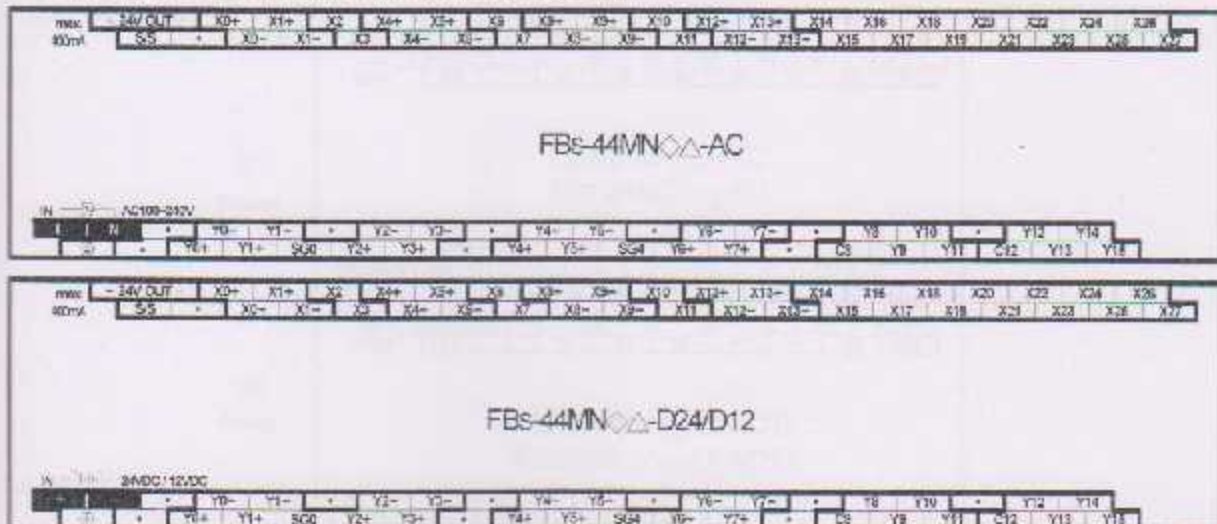 max. 24V OUT X0+ X1+ X2 X4+ X5+ X6 X8+ X9+ X10 X12+ X13+ X14 X16 X18 X20 X22 X24 X26
400mA S/S • X0− X1− X3 X4− X5− X7 X8− X9− X11 X12− X13− X15 X17 X19 X21 X23 X25 X27
FBs-44MN◇△-AC
IN AC100~240V
N • Y0− Y1− • Y2− Y3− • Y4− Y5− • Y6− Y7− • Y8 Y10 • Y12 Y14
• Y0+ Y1+ SG0 Y2+ Y3+ • Y4+ Y5+ SG4 Y6+ Y7+ • C8 Y9 Y11 C12 Y13 Y15
max. 24V OUT X0+ X1+ X2 X4+ X5+ X6 X8+ X9+ X10 X12+ X13+ X14 X16 X18 X20 X22 X24 X26
400mA S/S • X0− X1− X3 X4− X5− X7 X8− X9− X11 X12− X13− X15 X17 X19 X21 X23 X25 X27
FBs-44MN◇△-D24/D12
IN 24VDC/12VDC
• Y0− Y1− • Y2− Y3− • Y4− Y5− • Y6− Y7− • Y8 Y10 • Y12 Y14
• Y0+ Y1+ SG0 Y2+ Y3+ • Y4+ Y5+ SG4 Y6+ Y7+ • C8 Y9 Y11 C12 Y13 Y15